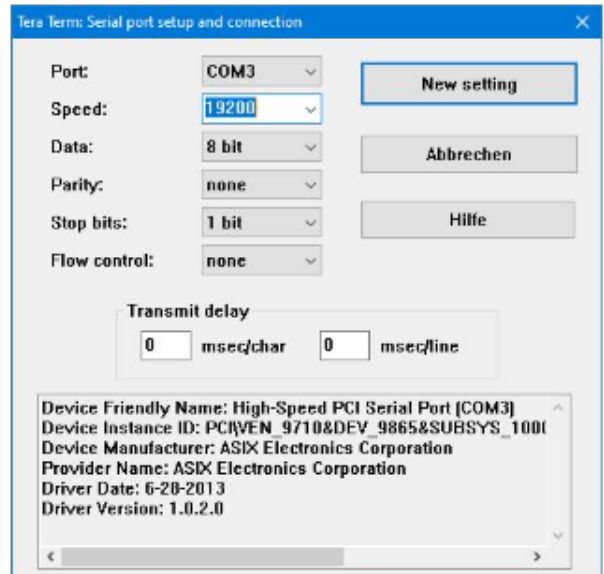 Tera Term: Serial port setup and connection
Port: COM3 New setting
Speed: 19200
Data: 8 bit Abbrechen
Parity: none
Stop bits: 1 bit Hilfe
Flow control: none
Transmit delay
0 msec/char 0 msec/line
Device Friendly Name: High-Speed PCI Serial Port (COM3)
Device Instance ID: PCI\VEN_9710&DEV_9865&SUBSYS_100(
Device Manufacturer: ASIX Electronics Corporation
Provider Name: ASIX Electronics Corporation
Driver Date: 6-28-2013
Driver Version: 1.0.2.0